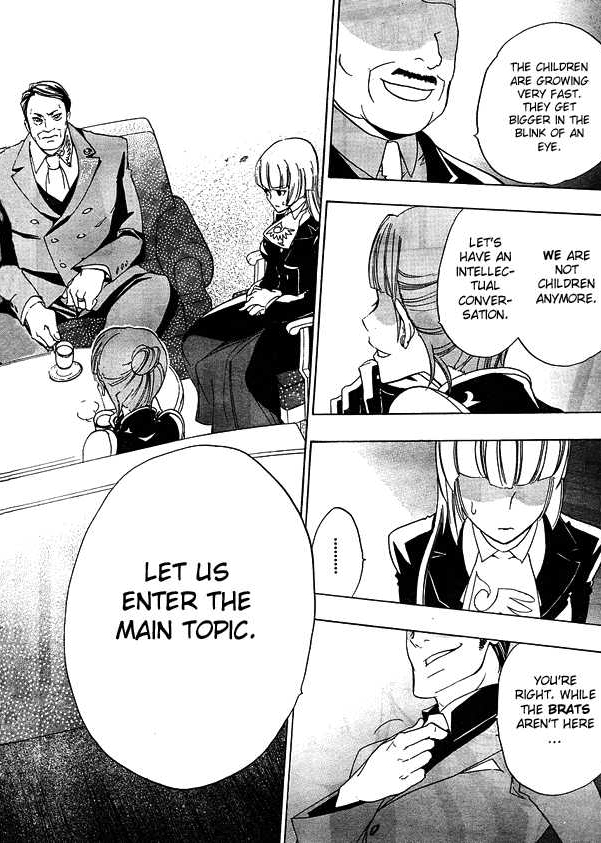 THE CHILDREN
ARE GROWING
VERY FAST.
THEY GET
BIGGER IN THE
BLINK OF AN
EYE.
WE ARE
NOT
CHILDREN
ANYMORE.
LET'S
HAVE AN
INTELLEC-
TUAL
CONVER-
SATION.
.........
YOU'RE
RIGHT. WHILE
THE BRATS
AREN'T HERE
...
LET US
ENTER THE
MAIN TOPIC.